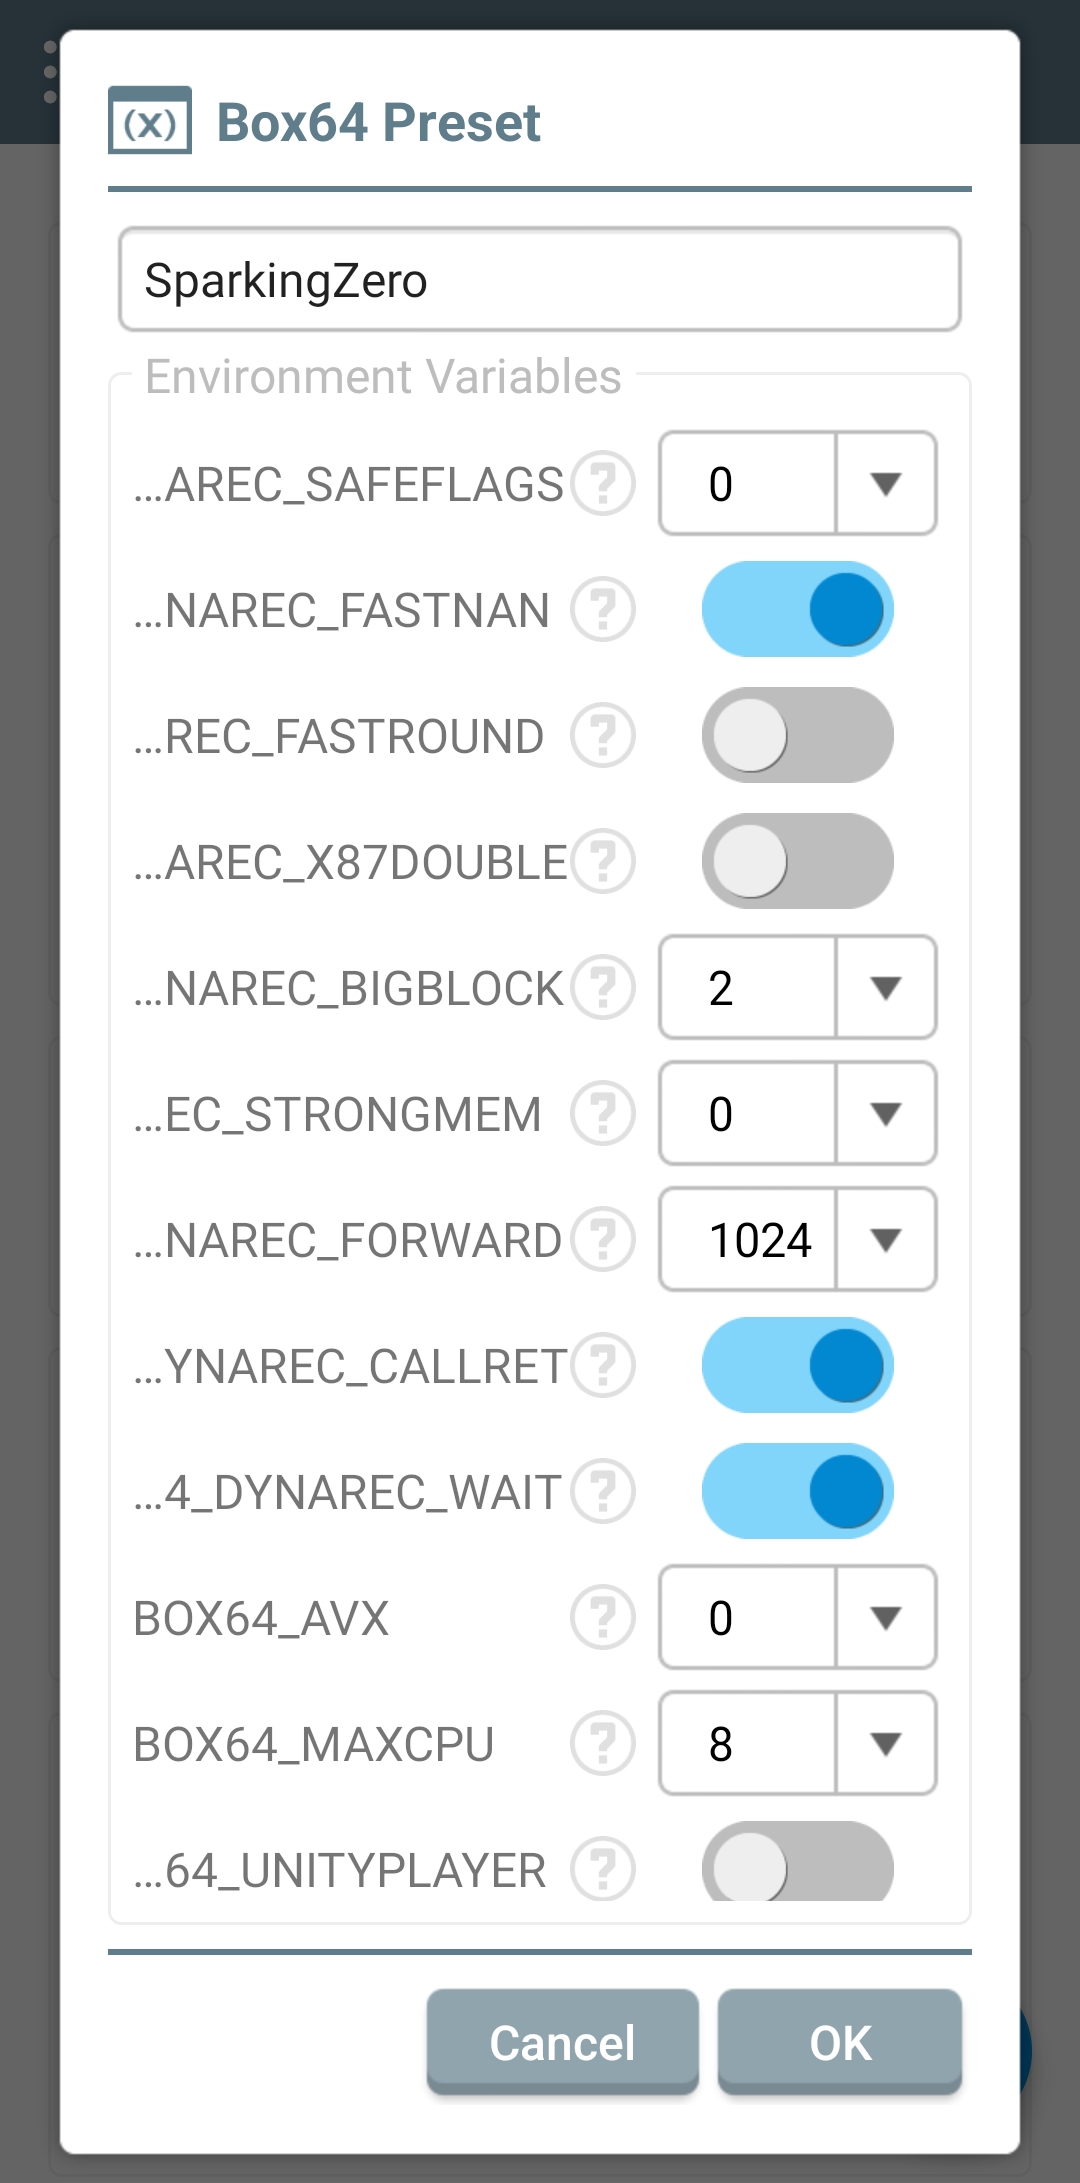 (x) Box64 Preset
SparkingZero
Environment Variables
...AREC_SAFEFLAGS ? 0
...NAREC_FASTNAN ?
...REC_FASTROUND ?
...AREC_X87DOUBLE ?
...NAREC_BIGBLOCK ? 2
...EC_STRONGMEM ? 0
...NAREC_FORWARD ? 1024
...YNAREC_CALLRET ?
...4_DYNAREC_WAIT ?
BOX64_AVX ? 0
BOX64_MAXCPU ? 8
...64_UNITYPLAYER ?
Cancel OK